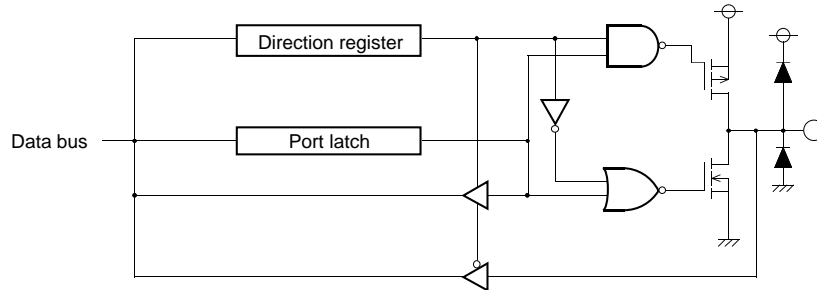 Direction register
Data bus
Port latch